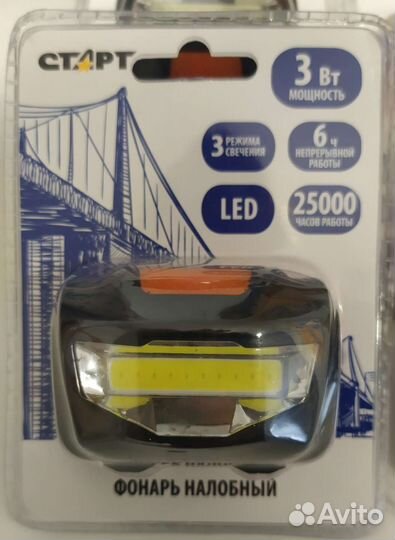 СТАРТ
3 Вт
МОЩНОСТЬ
3 РЕЖИМА
СВЕЧЕНИЯ
6 ч
НЕПРЕРЫВНОЙ
РАБОТЫ
LED
25000
ЧАСОВ РАБОТЫ
ФОНАРЬ НАЛОБНЫЙ
Avito